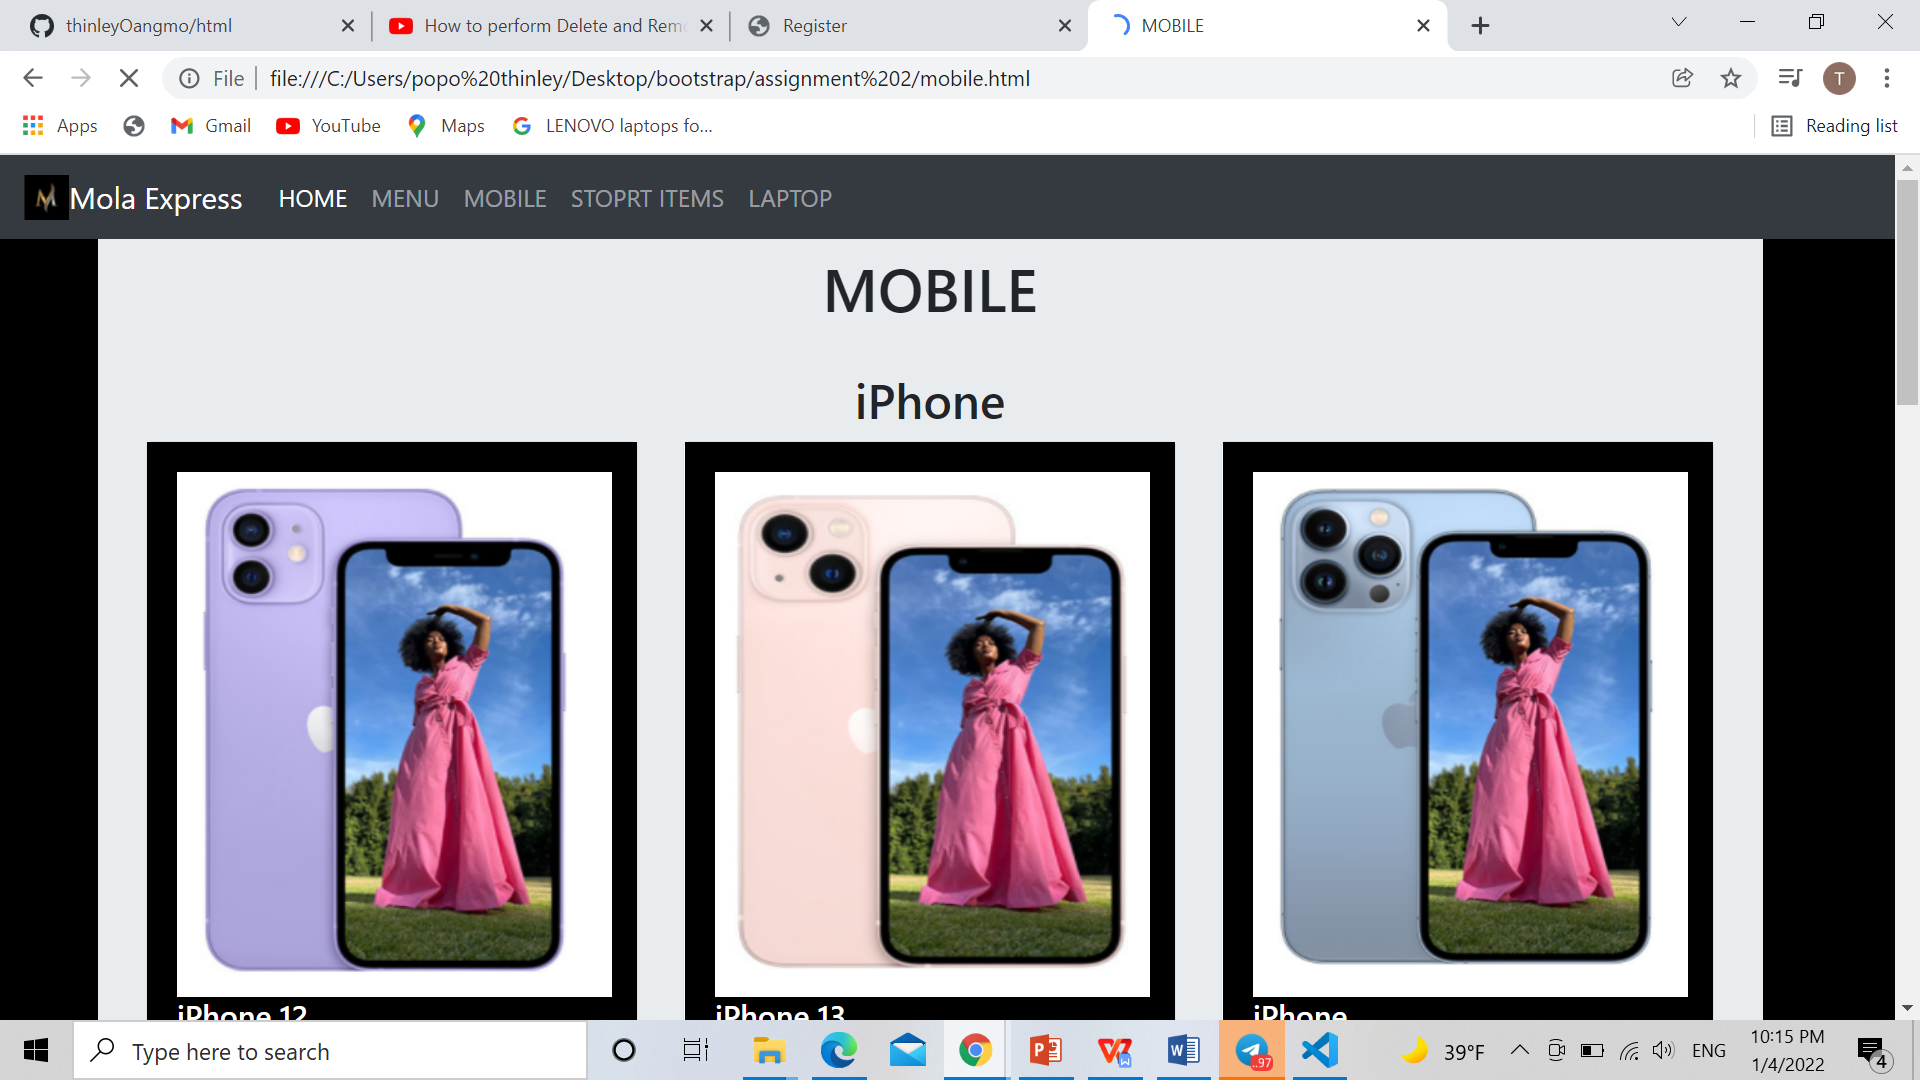 thinleyOangmo/html
How to perform Delete and Rem
Register
MOBILE
File
file:///C:/Users/popo%20thinley/Desktop/bootstrap/assignment%202/mobile.html
T
Apps
Gmail
YouTube
Maps
LENOVO laptops fo...
Reading list
M
Mola Express
HOME
MENU
MOBILE
STOPRT ITEMS
LAPTOP
MOBILE
iPhone
iPhone 12
iPhone 13
iPhone
Type here to search
..97
39°F
ENG
10:15 PM
1/4/2022
4